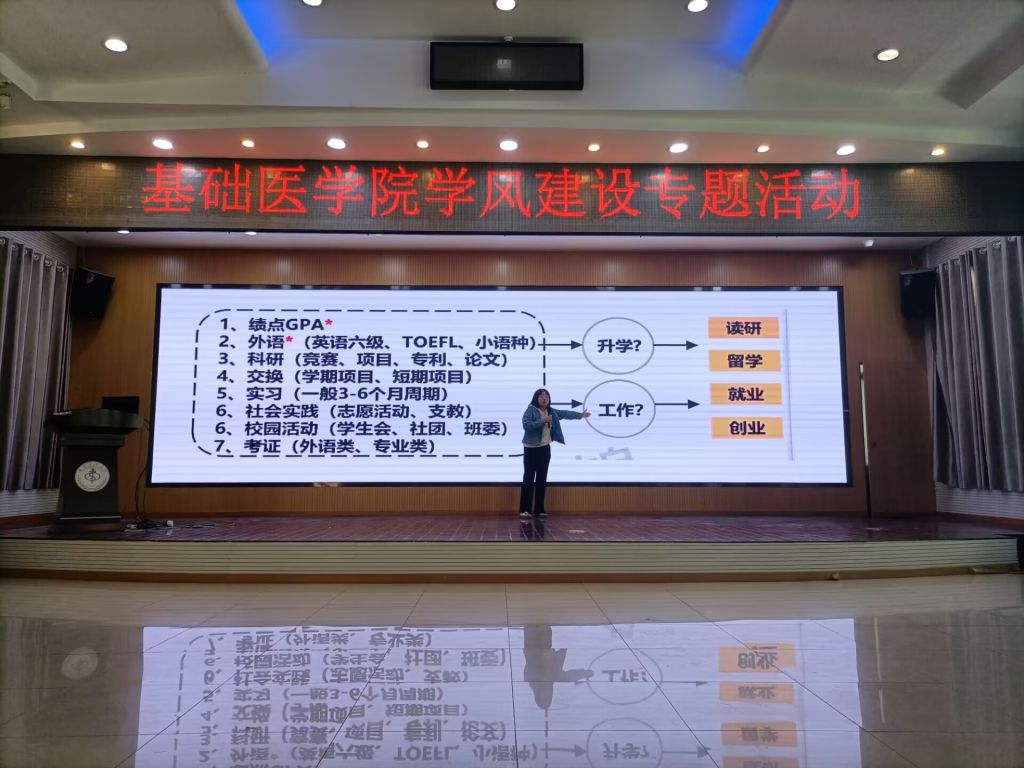 基础医学院学风建设专题活动
1、绩点GPA*
2、外语*（英语六级、TOEFL、小语种）
3、科研（竞赛、项目、专利、论文）
4、交换（学期项目、短期项目）
5、实习（一般3-6个月周期）
6、社会实践（志愿活动、支教）
6、校园活动（学生会、社团、班委）
7、考证（外语类、专业类）
升学?
工作?
读研
留学
就业
创业